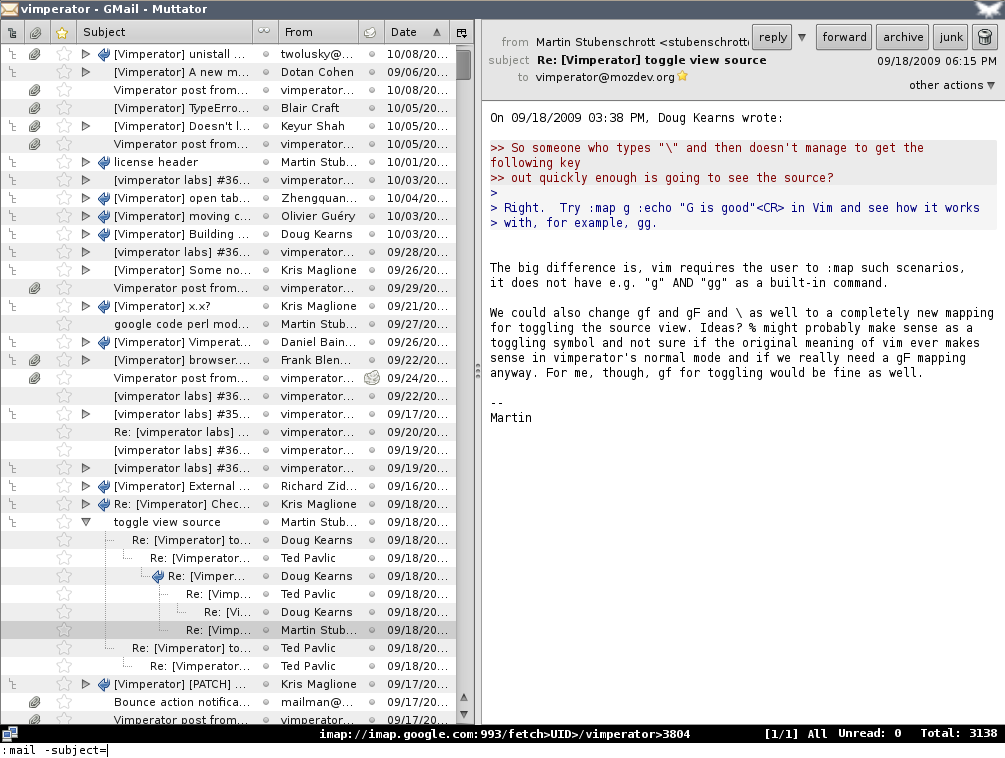 vimperator - GMail - Muttator
Subject From Date
[Vimperator] unistall ... twolusky@... 10/08/20...
[Vimperator] A new m... Dotan Cohen 09/06/20...
Vimperator post from... vimperator... 10/08/20...
[Vimperator] TypeErro... Blair Craft 10/05/20...
[Vimperator] Doesn't l... Keyur Shah 10/05/20...
Vimperator post from... vimperator... 10/05/20...
license header Martin Stub... 10/01/20...
[vimperator labs] #36... vimperator... 10/03/20...
[Vimperator] open tab... Zhengquan... 10/04/20...
[Vimperator] moving c... Olivier Guéry 10/03/20...
[Vimperator] Building ... Doug Kearns 10/03/20...
[vimperator labs] #36... vimperator... 09/28/20...
[Vimperator] Some no... Kris Maglione 09/26/20...
Vimperator post from... vimperator... 09/29/20...
[Vimperator] x.x? Kris Maglione 09/21/20...
google code perl mod... Martin Stub... 09/27/20...
[Vimperator] Vimperat... Daniel Bain... 09/26/20...
[Vimperator] browser.... Frank Blen... 09/22/20...
Vimperator post from... vimperator... 09/24/20...
[vimperator labs] #36... vimperator... 09/22/20...
[vimperator labs] #35... vimperator... 09/17/20...
Re: [vimperator labs] ... vimperator... 09/20/20...
[vimperator labs] #36... vimperator... 09/19/20...
[vimperator labs] #36... vimperator... 09/19/20...
[Vimperator] External ... Richard Zid... 09/16/20...
Re: [Vimperator] Chec... Kris Maglione 09/18/20...
toggle view source Martin Stub... 09/18/20...
Re: [Vimperator] to... Doug Kearns 09/18/20...
Re: [Vimperator... Ted Pavlic 09/18/20...
Re: [Vimper... Doug Kearns 09/18/20...
Re: [Vimp... Ted Pavlic 09/18/20...
Re: [Vi... Doug Kearns 09/18/20...
Re: [Vimp... Martin Stub... 09/18/20...
Re: [Vimperator] to... Ted Pavlic 09/18/20...
Re: [Vimperator... Ted Pavlic 09/18/20...
[Vimperator] [PATCH] ... Kris Maglione 09/17/20...
Bounce action notifica... mailman@... 09/17/20...
Vimperator post from... vimperator... 09/17/20...
from Martin Stubenschrott <stubenschrott reply forward archive junk
subject Re: [Vimperator] toggle view source 09/18/2009 06:15 PM
to vimperator@mozdev.org
other actions
On 09/18/2009 03:38 PM, Doug Kearns wrote:
>> So someone who types "\" and then doesn't manage to get the
following key
>> out quickly enough is going to see the source?
>
> Right.  Try :map g :echo "G is good"<CR> in Vim and see how it works
> with, for example, gg.
The big difference is, vim requires the user to :map such scenarios,
it does not have e.g. "g" AND "gg" as a built-in command.
We could also change gf and gF and \ as well to a completely new mapping
for toggling the source view. Ideas? % might probably make sense as a
toggling symbol and not sure if the original meaning of vim ever makes
sense in vimperator's normal mode and if we really need a gF mapping
anyway. For me, though, gf for toggling would be fine as well.
--
Martin
imap://imap.google.com:993/fetch>UID>/vimperator>3804 [1/1] All Unread: 0 Total: 3138
:mail -subject=